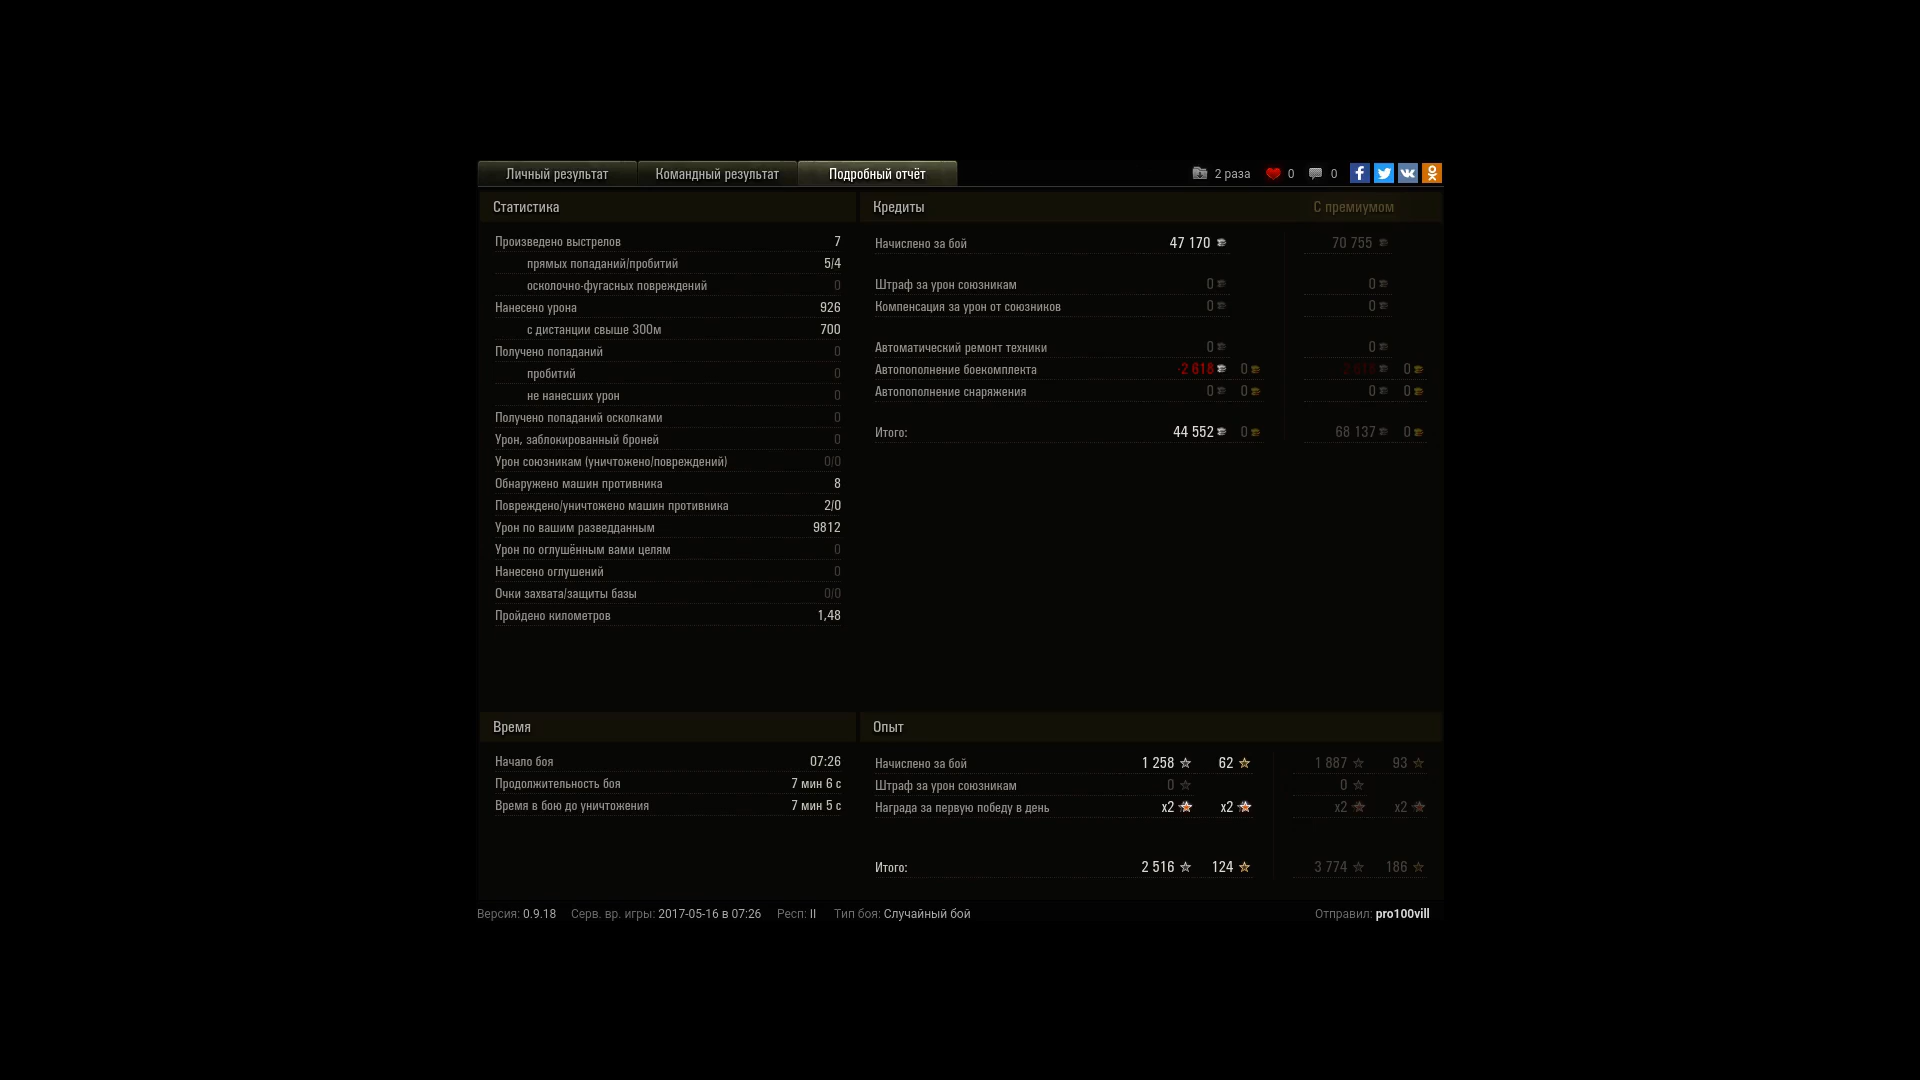 Личный результат Командный результат Подробный отчёт 2 раза 0 0
Статистика
Произведено выстрелов 7
прямых попаданий/пробитий 5/4
осколочно-фугасных повреждений 0
Нанесено урона 926
с дистанции свыше 300м 700
Получено попаданий 0
пробитий 0
не нанесших урон 0
Получено попаданий осколками 0
Урон, заблокированный броней 0
Урон союзникам (уничтожено/повреждений) 0/0
Обнаружено машин противника 8
Повреждено/уничтожено машин противника 2/0
Урон по вашим разведданным 9812
Урон по оглушённым вами целям 0
Нанесено оглушений 0
Очки захвата/защиты базы 0/0
Пройдено километров 1,48
Кредиты С премиумом
Начислено за бой 47 170 70 755
Штраф за урон союзникам 0 0
Компенсация за урон от союзников 0 0
Автоматический ремонт техники 0 0
Автопополнение боекомплекта -2 618 0 -2 618 0
Автопополнение снаряжения 0 0 0 0
Итого: 44 552 0 68 137 0
Время
Начало боя 07:26
Продолжительность боя 7 мин 6 с
Время в бою до уничтожения 7 мин 5 с
Опыт
Начислено за бой 1 258 62 1 887 93
Штраф за урон союзникам 0 0
Награда за первую победу в день x2 x2 x2 x2
Итого: 2 516 124 3 774 186
Версия: 0.9.18 Серв. вр. игры: 2017-05-16 в 07:26 Респ: II Тип боя: Случайный бой Отправил: pro100vill